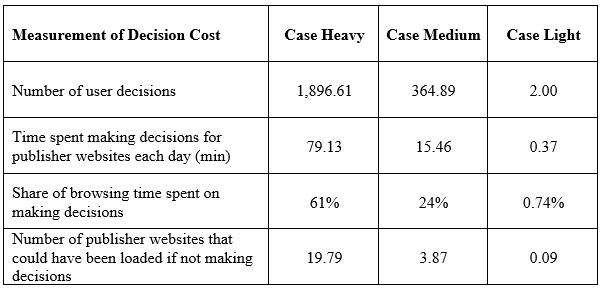 Measurement of Decision Cost Case Heavy Case Medium Case Light
Number of user decisions 1,896.61 364.89 2.00
Time spent making decisions for
publisher websites each day (min) 79.13 15.46 0.37
Share of browsing time spent on
making decisions 61% 24% 0.74%
Number of publisher websites that
could have been loaded if not making
decisions 19.79 3.87 0.09